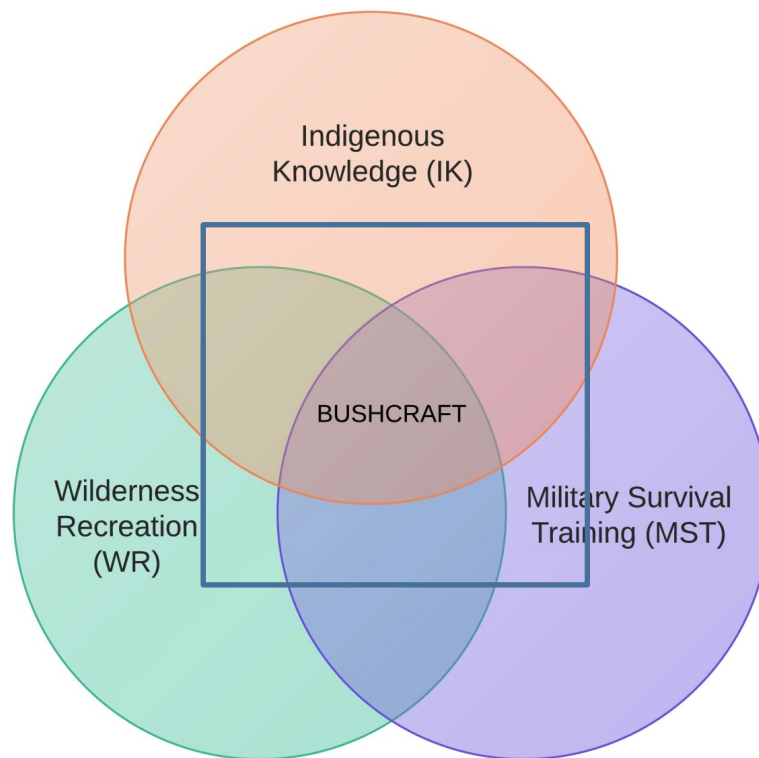 Indigenous
Knowledge (IK)
BUSHCRAFT
Wilderness
Recreation
(WR)
Military Survival
Training (MST)